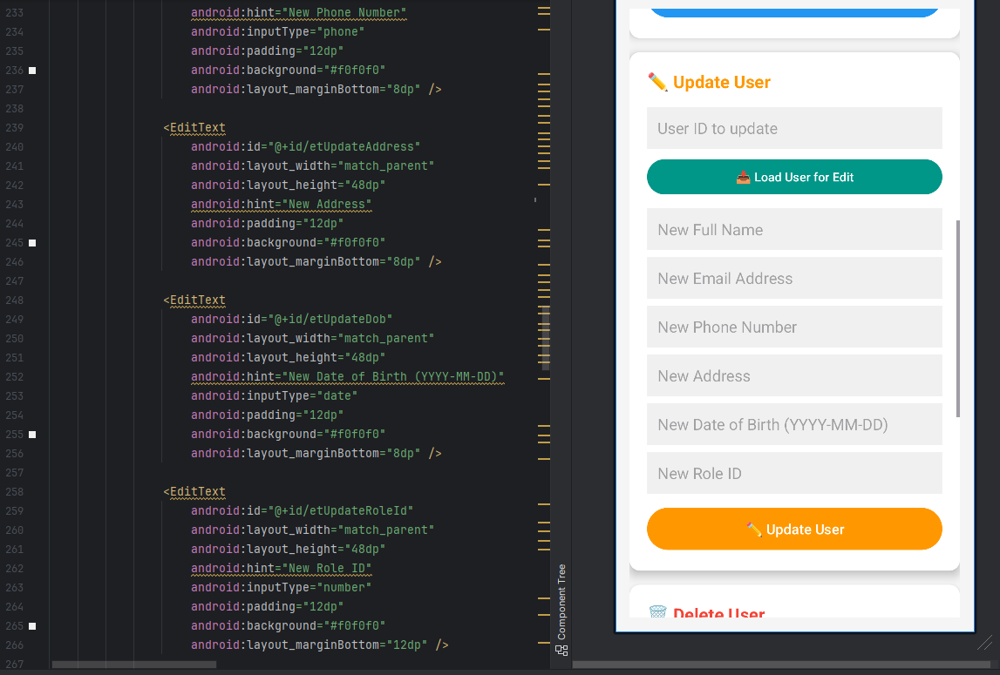 233 android:hint="New Phone Number"
234 android:inputType="phone"
235 android:padding="12dp"
236 android:background="#f0f0f0"
237 android:layout_marginBottom="8dp" />
238
239 <EditText
240 android:id="@+id/etUpdateAddress"
241 android:layout_width="match_parent"
242 android:layout_height="48dp"
243 android:hint="New Address"
244 android:padding="12dp"
245 android:background="#f0f0f0"
246 android:layout_marginBottom="8dp" />
247
248 <EditText
249 android:id="@+id/etUpdateDob"
250 android:layout_width="match_parent"
251 android:layout_height="48dp"
252 android:hint="New Date of Birth (YYYY-MM-DD)"
253 android:inputType="date"
254 android:padding="12dp"
255 android:background="#f0f0f0"
256 android:layout_marginBottom="8dp" />
257
258 <EditText
259 android:id="@+id/etUpdateRoleId"
260 android:layout_width="match_parent"
261 android:layout_height="48dp"
262 android:hint="New Role ID"
263 android:inputType="number"
264 android:padding="12dp"
265 android:background="#f0f0f0"
266 android:layout_marginBottom="12dp" />
267
Component Tree
✏️ Update User
User ID to update
📥 Load User for Edit
New Full Name
New Email Address
New Phone Number
New Address
New Date of Birth (YYYY-MM-DD)
New Role ID
✏️ Update User
🗑️ Delete User